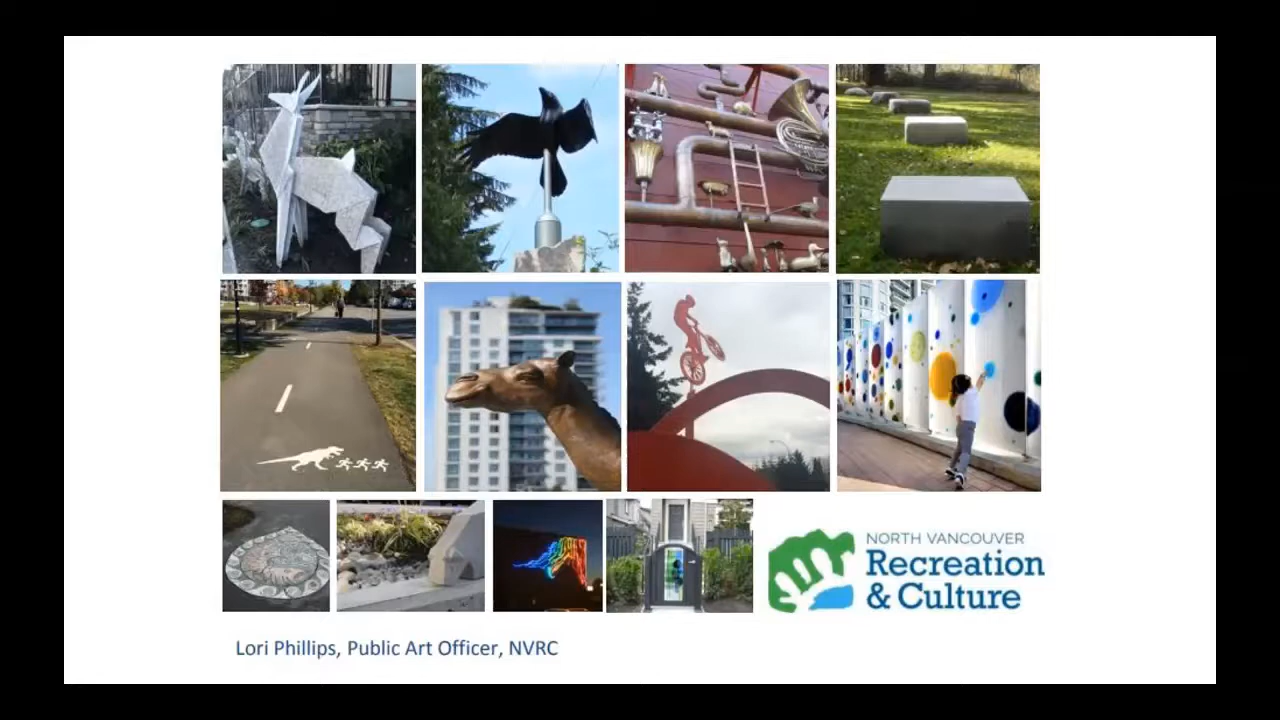 NORTH VANCOUVER
Recreation
& Culture
Lori Phillips, Public Art Officer, NVRC